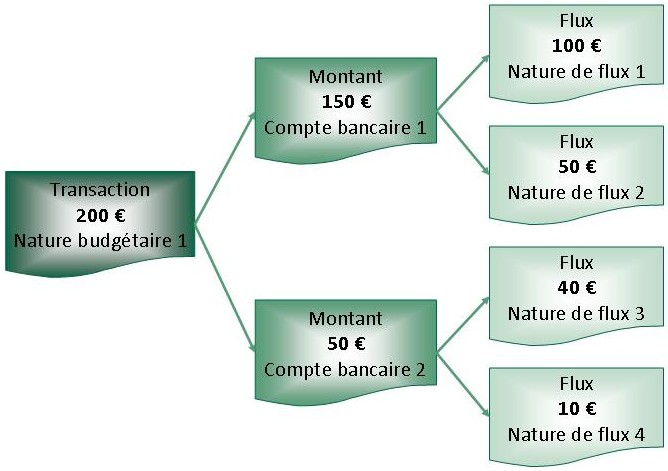 Transaction
200 €
Nature budgétaire 1
Montant
150 €
Compte bancaire 1
Montant
50 €
Compte bancaire 2
Flux
100 €
Nature de flux 1
Flux
50 €
Nature de flux 2
Flux
40 €
Nature de flux 3
Flux
10 €
Nature de flux 4